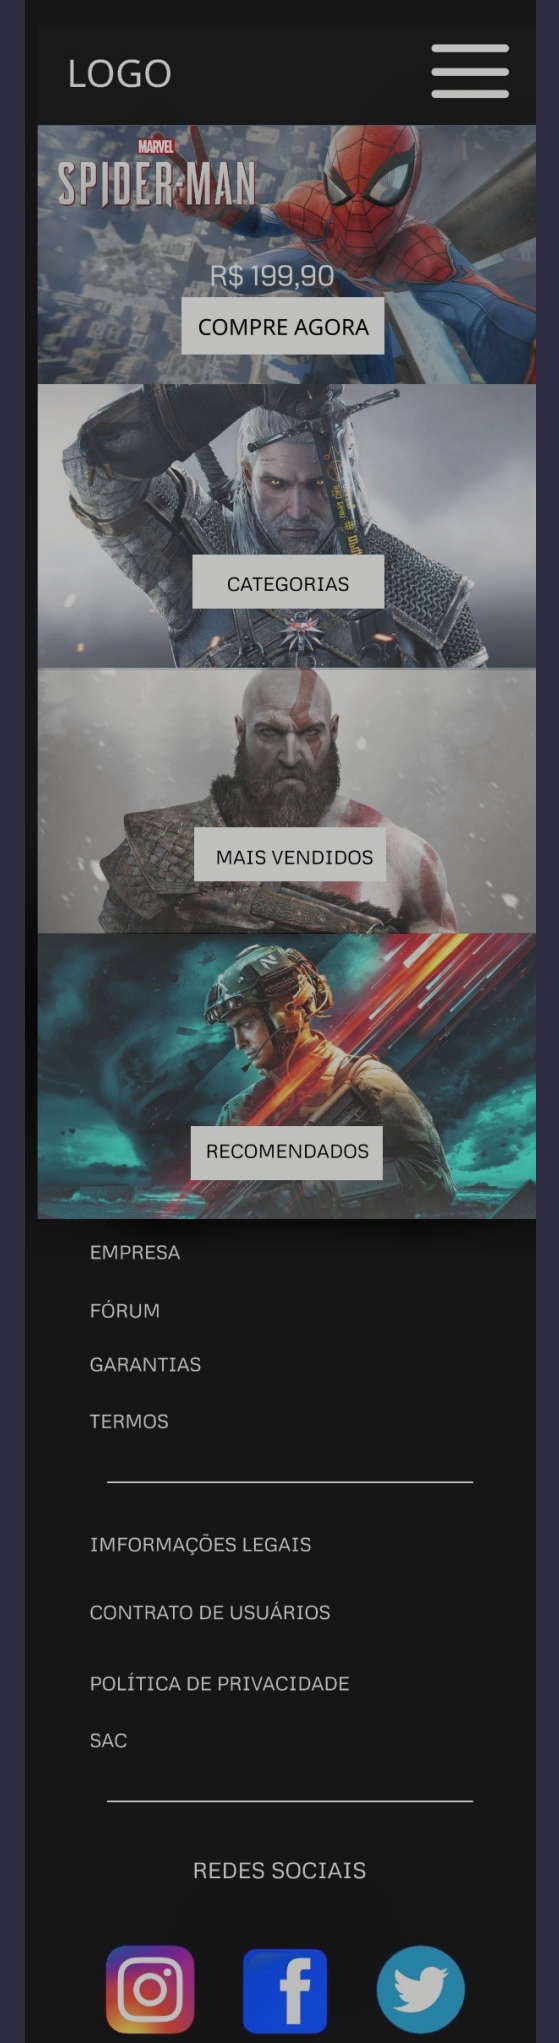 LOGO
MARVEL
SPIDER-MAN
R$ 199,90
COMPRE AGORA
CATEGORIAS
MAIS VENDIDOS
RECOMENDADOS
EMPRESA
FÓRUM
GARANTIAS
TERMOS
IMFORMAÇÕES LEGAIS
CONTRATO DE USUÁRIOS
POLÍTICA DE PRIVACIDADE
SAC
REDES SOCIAIS